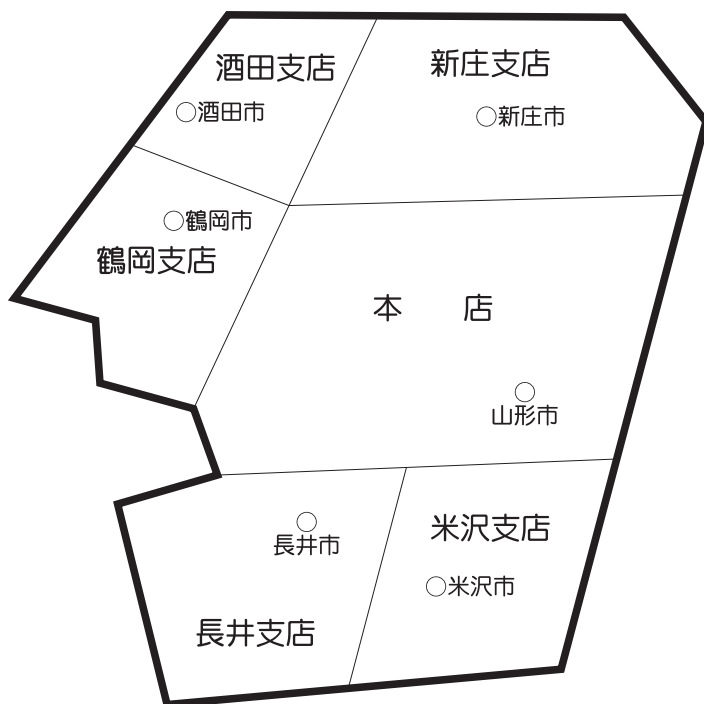 酒田支店
新庄支店
○酒田市
○新庄市
○鶴岡市
鶴岡支店
本　店
○
山形市
○
長井市
米沢支店
○米沢市
長井支店